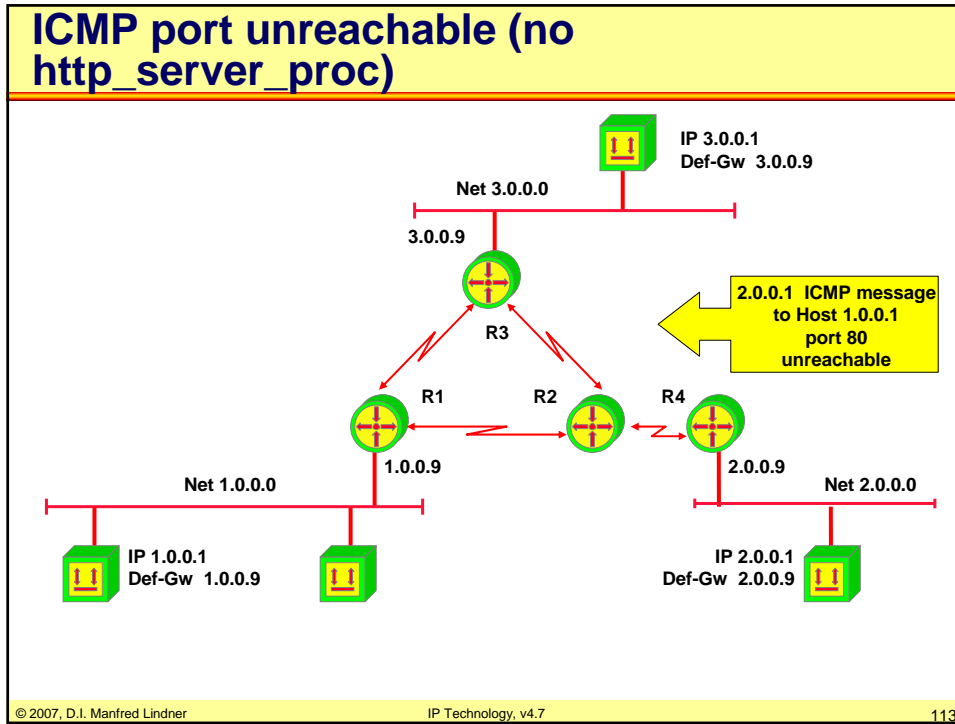 ICMP port unreachable (no
http_server_proc)
IP 3.0.0.1
Def-Gw 3.0.0.9
Net 3.0.0.0
3.0.0.9
2.0.0.1 ICMP message
to Host 1.0.0.1
port 80
unreachable
R3
R1
R2
R4
1.0.0.9
2.0.0.9
Net 1.0.0.0
Net 2.0.0.0
IP 1.0.0.1
Def-Gw 1.0.0.9
IP 2.0.0.1
Def-Gw 2.0.0.9
© 2007, D.I. Manfred Lindner
IP Technology, v4.7
113